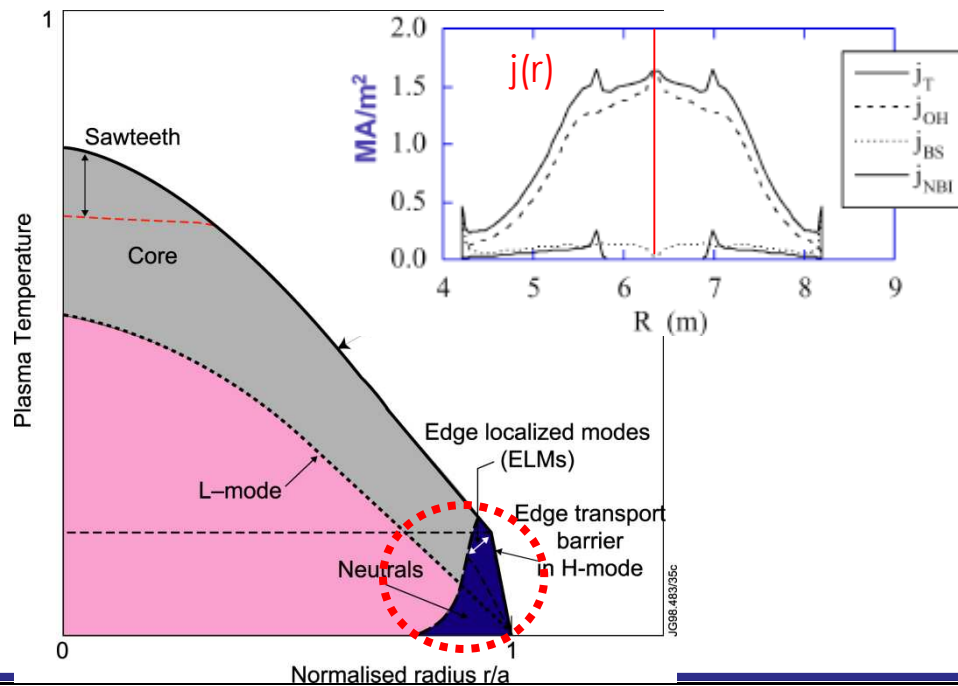 1
Sawteeth
Core
L–mode
Neutrals
Edge localized modes
(ELMs)
Edge transport
barrier
in H-mode
Plasma Temperature
0
1
Normalised radius r/a
JG98.483/35c
j(r)
MA/m²
2.0
1.5
1.0
0.5
0.0
4
5
6
7
8
9
R (m)
j_T
j_OH
j_BS
j_NBI